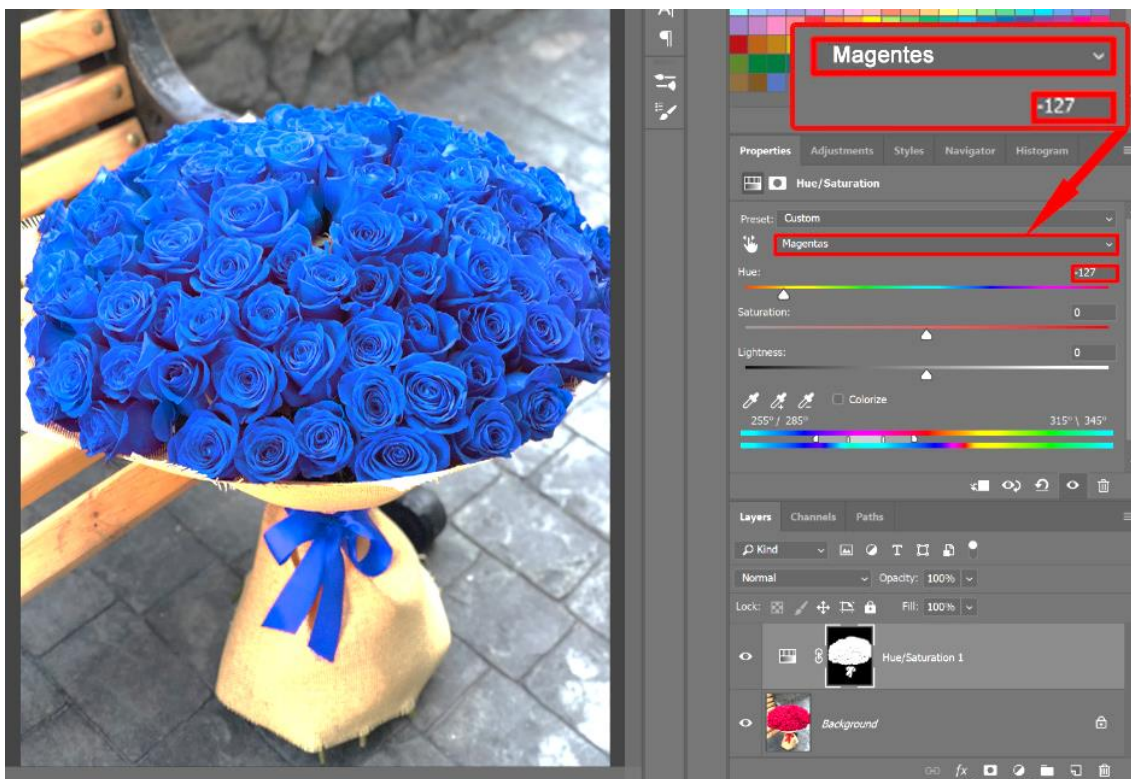 A|
¶
Magentes
-127
Properties Adjustments Styles Navigator Histogram
Hue/Saturation
Preset: Custom
Magentas
Hue: -127
Saturation: 0
Lightness: 0
Colorize
255° / 285° 315° \ 345°
Layers Channels Paths
Kind T
Normal Opacity: 100%
Lock: Fill: 100%
Hue/Saturation 1
Background
fx